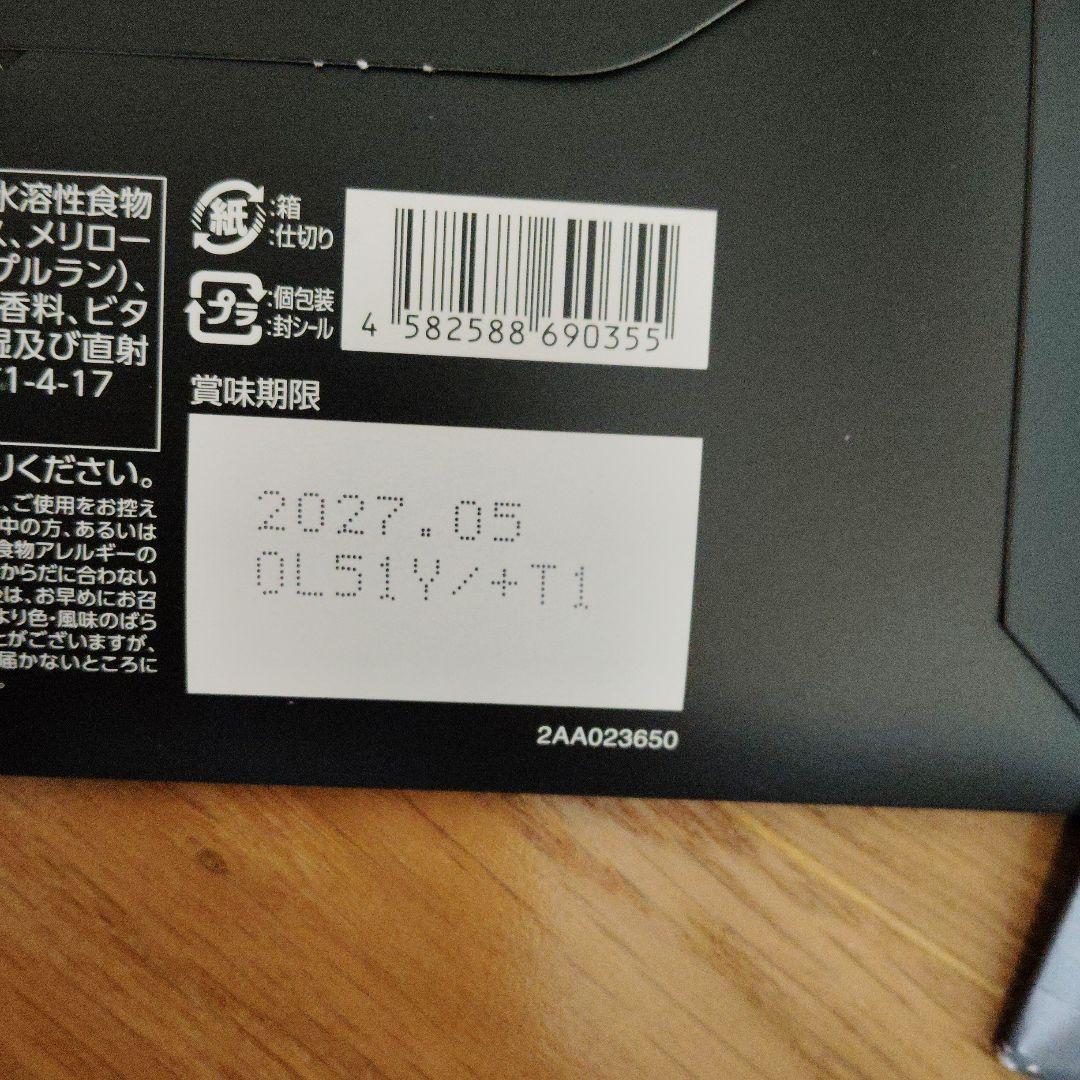 水溶性食物
、メリロー
プルラン)、
香料、ビタ
湿及び直射
1-4-17
りください。
、ご使用をお控え
中の方、あるいは
食物アレルギーの
からだに合わない
は、お早めにお召
より色・風味のばら
がございますが、
届かないところに
。
紙 :箱
:仕切り
プラ :個包装
:封シール
4 582588 690355
賞味期限
2027.05
0L51Y/+T1
2AA023650